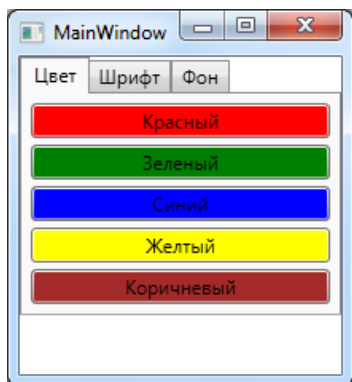 MainWindow
Цвет Шрифт Фон
Красный
Зеленый
Синий
Желтый
Коричневый